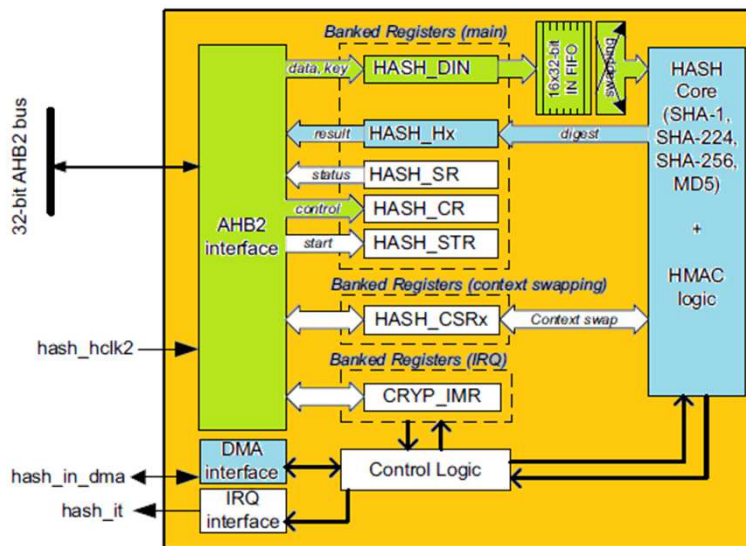 Banked Registers (main)
data, key
HASH_DIN
16x32-bit
IN FIFO
swapping
HASH
Core
(SHA-1,
SHA-224,
SHA-256,
MD5)
+
HMAC
logic
result
HASH_Hx
digest
status
HASH_SR
control
HASH_CR
start
HASH_STR
32-bit AHB2 bus
AHB2
interface
Banked Registers (context swapping)
HASH_CSRx
Context swap
hash_hclk2
Banked Registers (IRQ)
CRYP_IMR
DMA
interface
Control Logic
hash_in_dma
hash_it
IRQ
interface